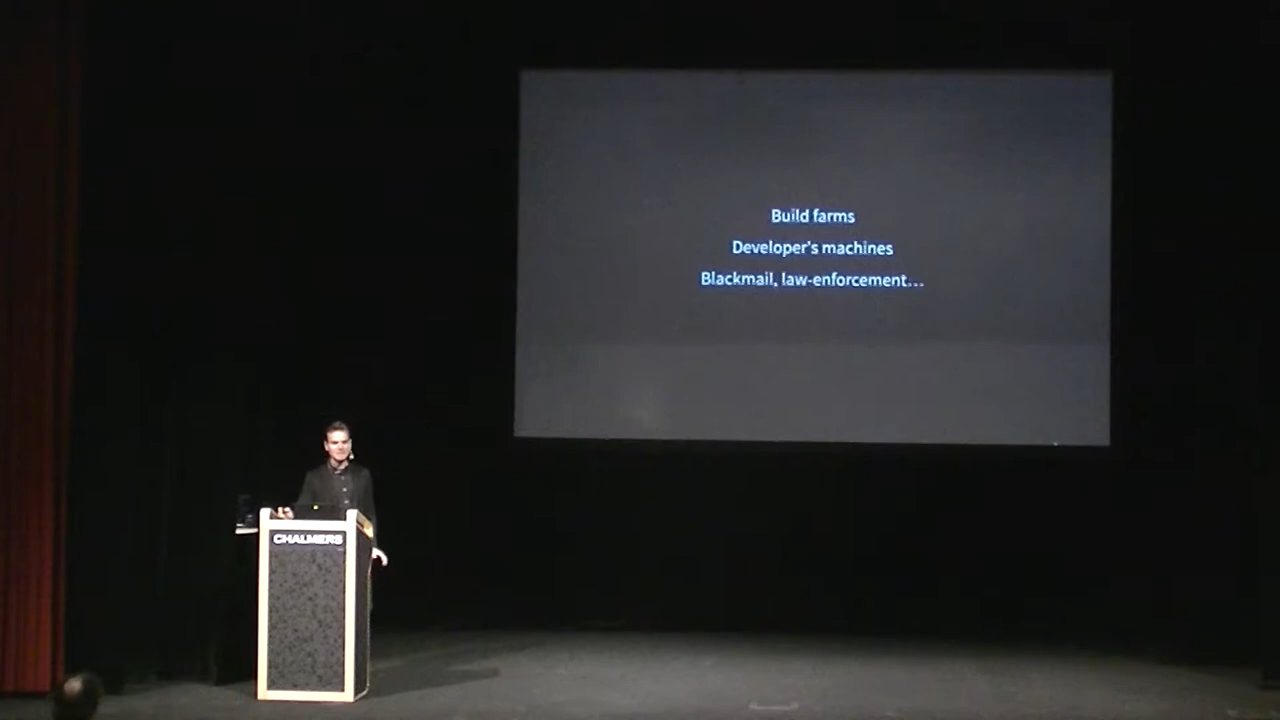 Build farms
Developer's machines
Blackmail, law-enforcement…
CHALMERS